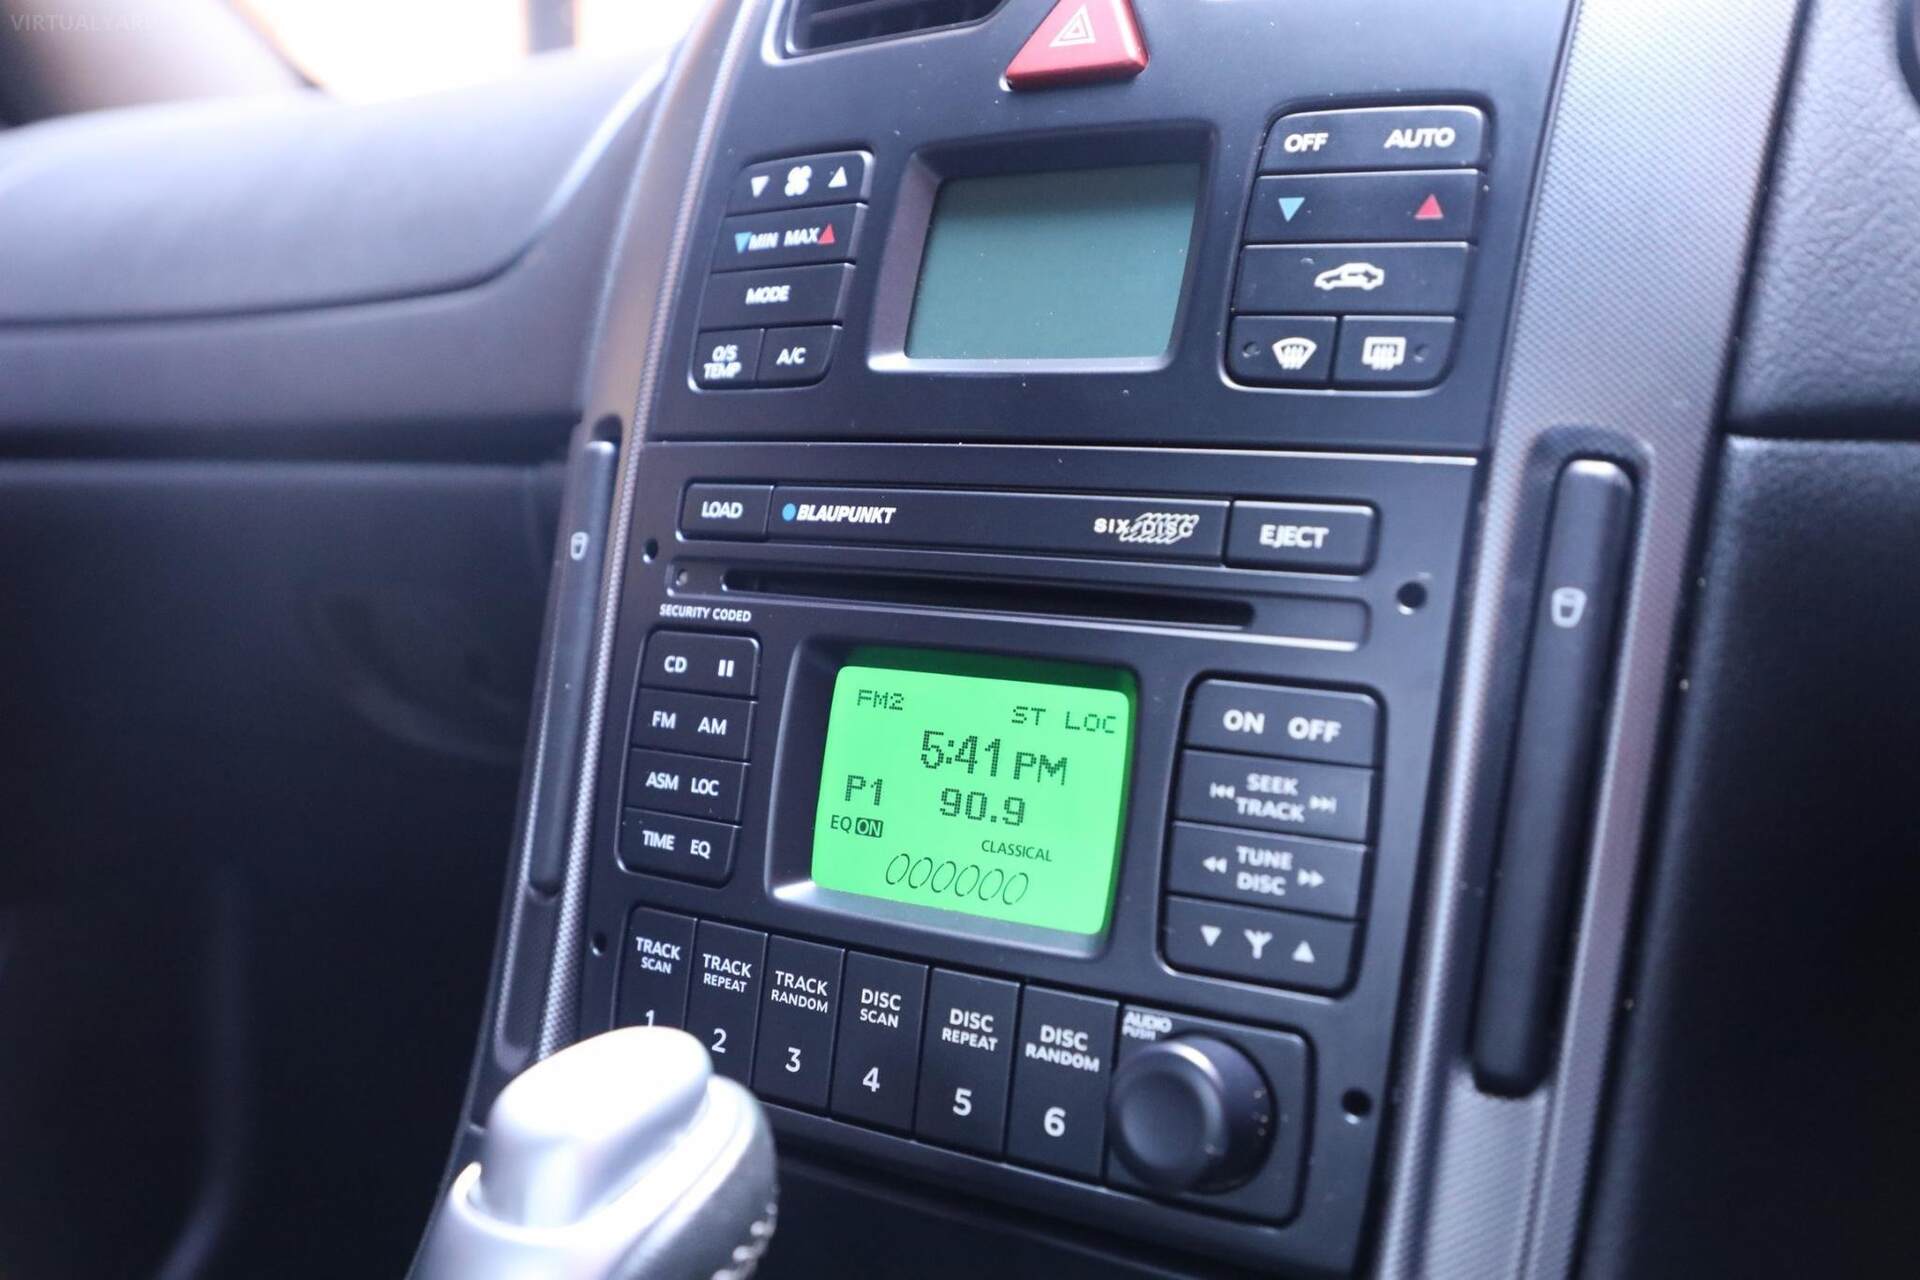 OFF AUTO
MIN MAX
MODE
O/S
TEMP
A/C
LOAD
BLAUPUNKT
SIX DISC
EJECT
SECURITY CODED
CD
FM AM
ASM LOC
TIME EQ
FM2
ST LOC
5:41 PM
P1
90.9
EQ ON
CLASSICAL
ON OFF
SEEK
TRACK
TUNE
DISC
TRACK
SCAN
1
TRACK
REPEAT
2
TRACK
RANDOM
3
DISC
SCAN
4
DISC
REPEAT
5
DISC
RANDOM
6
AUDIO
PUSH